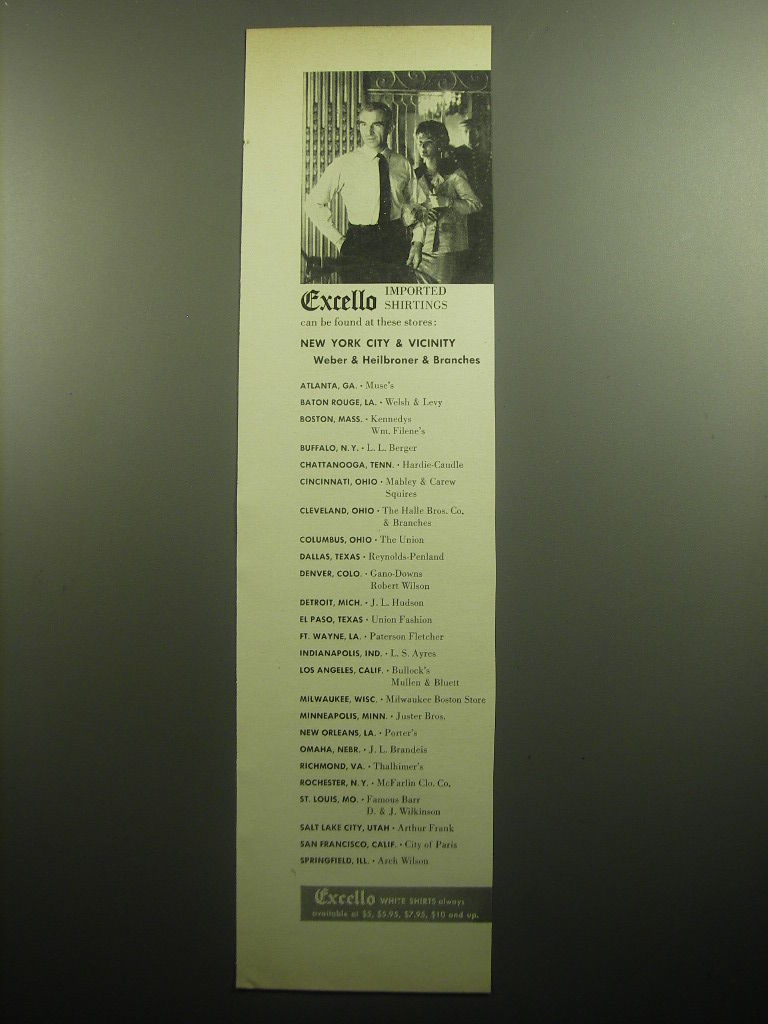 Excello IMPORTED SHIRTINGS
can be found at these stores:
NEW YORK CITY & VICINITY
Weber & Heilbroner & Branches
ATLANTA, GA. • Muse's
BATON ROUGE, LA. • Welsh & Levy
BOSTON, MASS. • Kennedys
Wm. Filene's
BUFFALO, N.Y. • L. L. Berger
CHATTANOOGA, TENN. • Hardie-Caudle
CINCINNATI, OHIO • Mabley & Carew
Squires
CLEVELAND, OHIO • The Halle Bros. Co.
& Branches
COLUMBUS, OHIO • The Union
DALLAS, TEXAS • Reynolds-Penland
DENVER, COLO. • Gano-Downs
Robert Wilson
DETROIT, MICH. • J. L. Hudson
EL PASO, TEXAS • Union Fashion
FT. WAYNE, LA. • Paterson Fletcher
INDIANAPOLIS, IND. • L. S. Ayres
LOS ANGELES, CALIF. • Bullock's
Mullen & Bluett
MILWAUKEE, WISC. • Milwaukee Boston Store
MINNEAPOLIS, MINN. • Juster Bros.
NEW ORLEANS, LA. • Porter's
OMAHA, NEBR. • J. L. Brandeis
RICHMOND, VA. • Thalhimer's
ROCHESTER, N.Y. • McFarlin Clo. Co.
ST. LOUIS, MO. • Famous Barr
D. & J. Wilkinson
SALT LAKE CITY, UTAH • Arthur Frank
SAN FRANCISCO, CALIF. • City of Paris
SPRINGFIELD, ILL. • Arch Wilson
Excello WHITE SHIRTS always
available at $5, $5.95, $7.95, $10 and up.